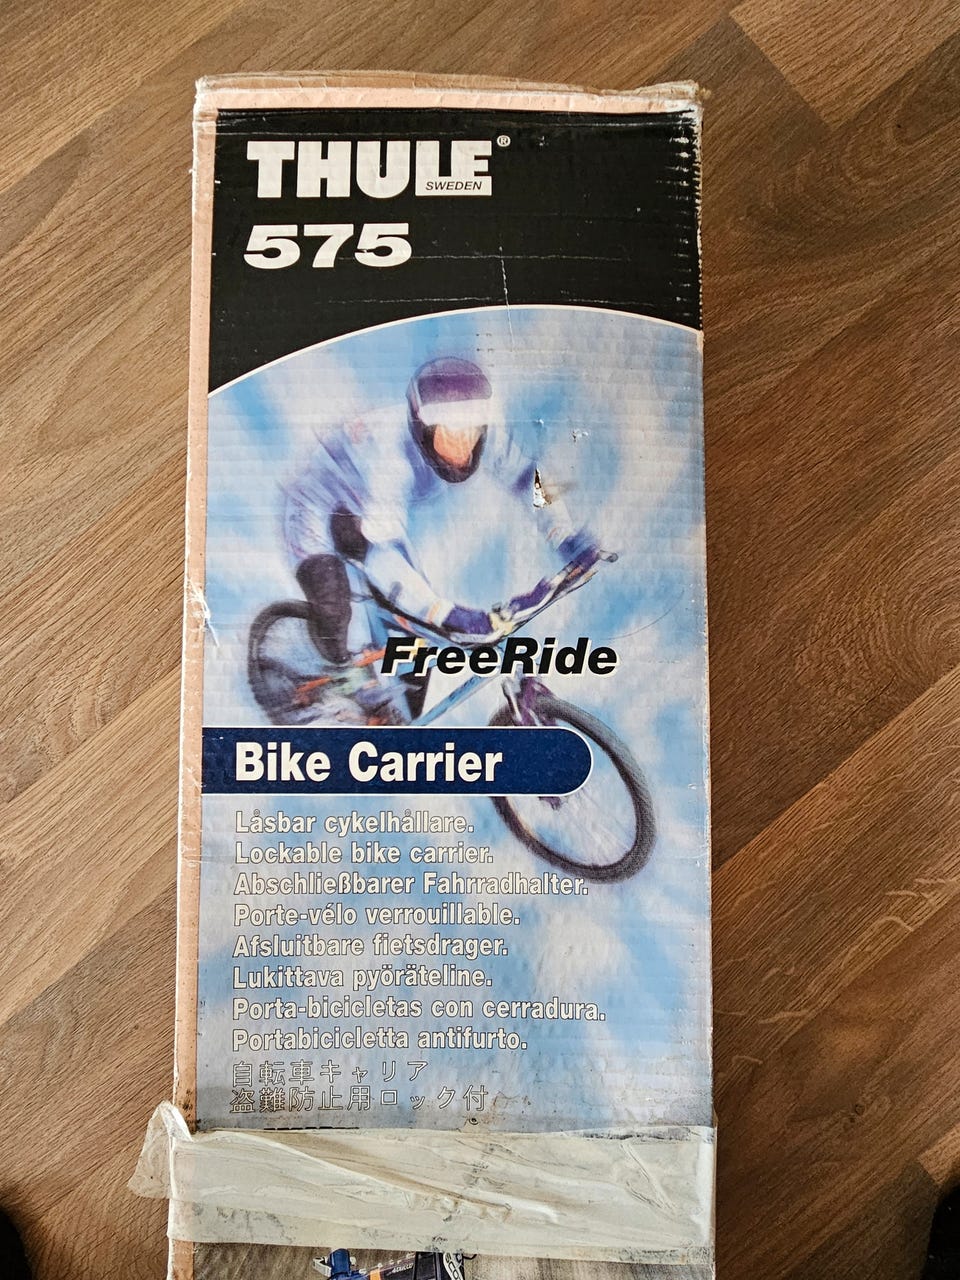 THULE®
SWEDEN
575
FreeRide
Bike Carrier
Låsbar cykelhållare.
Lockable bike carrier.
Abschließbarer Fahrradhalter.
Porte-vélo verrouillable.
Afsluitbare fietsdrager.
Lukittava pyöräteline.
Porta-bicicletas con cerradura.
Portabicicletta antifurto.
自転車キャリア
盗難防止用ロック付